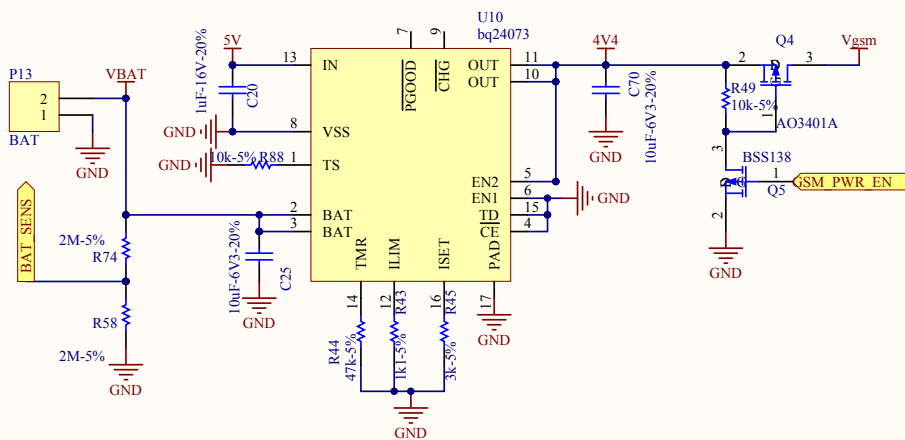 U10
bq24073
7
PGOOD
9
CHG
5V
13
IN
1uF-16V-20%
C20
8
VSS
GND
GND
10k-5%
R88
1
TS
P13
2
1
BAT
VBAT
GND
2
BAT
3
BAT
BAT_SENS
2M-5%
R74
R58
2M-5%
GND
10uF-6V3-20%
C25
GND
TMR
ILIM
ISET
PAD
14
12
16
17
R44
47k-5%
R43
1k1-5%
R45
3k-5%
GND
GND
OUT
11
OUT
10
EN2
5
EN1
6
TD
15
CE
4
GND
4V4
C70
10uF-6V3-20%
GND
Q4
2
3
1
Vgsm
R49
10k-5%
AO3401A
BSS138
3
1
2
Q5
GSM_PWR_EN
GND